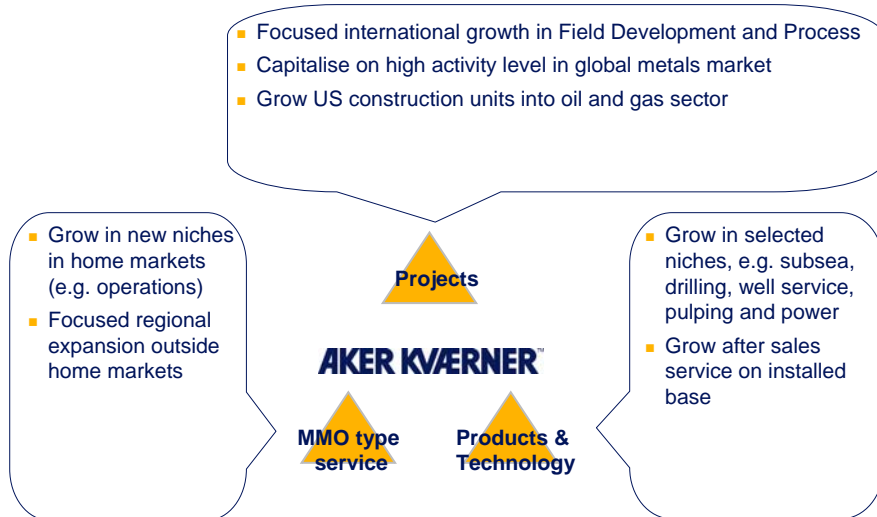 Focused international growth in Field Development and Process
Capitalise on high activity level in global metals market
Grow US construction units into oil and gas sector
Grow in new niches
in home markets
(e.g. operations)
Focused regional
expansion outside
home markets
Projects
Grow in selected
niches, e.g. subsea,
drilling, well service,
pulping and power
Grow after sales
service on installed
base
AKER KVÆRNER™
MMO type
service
Products &
Technology